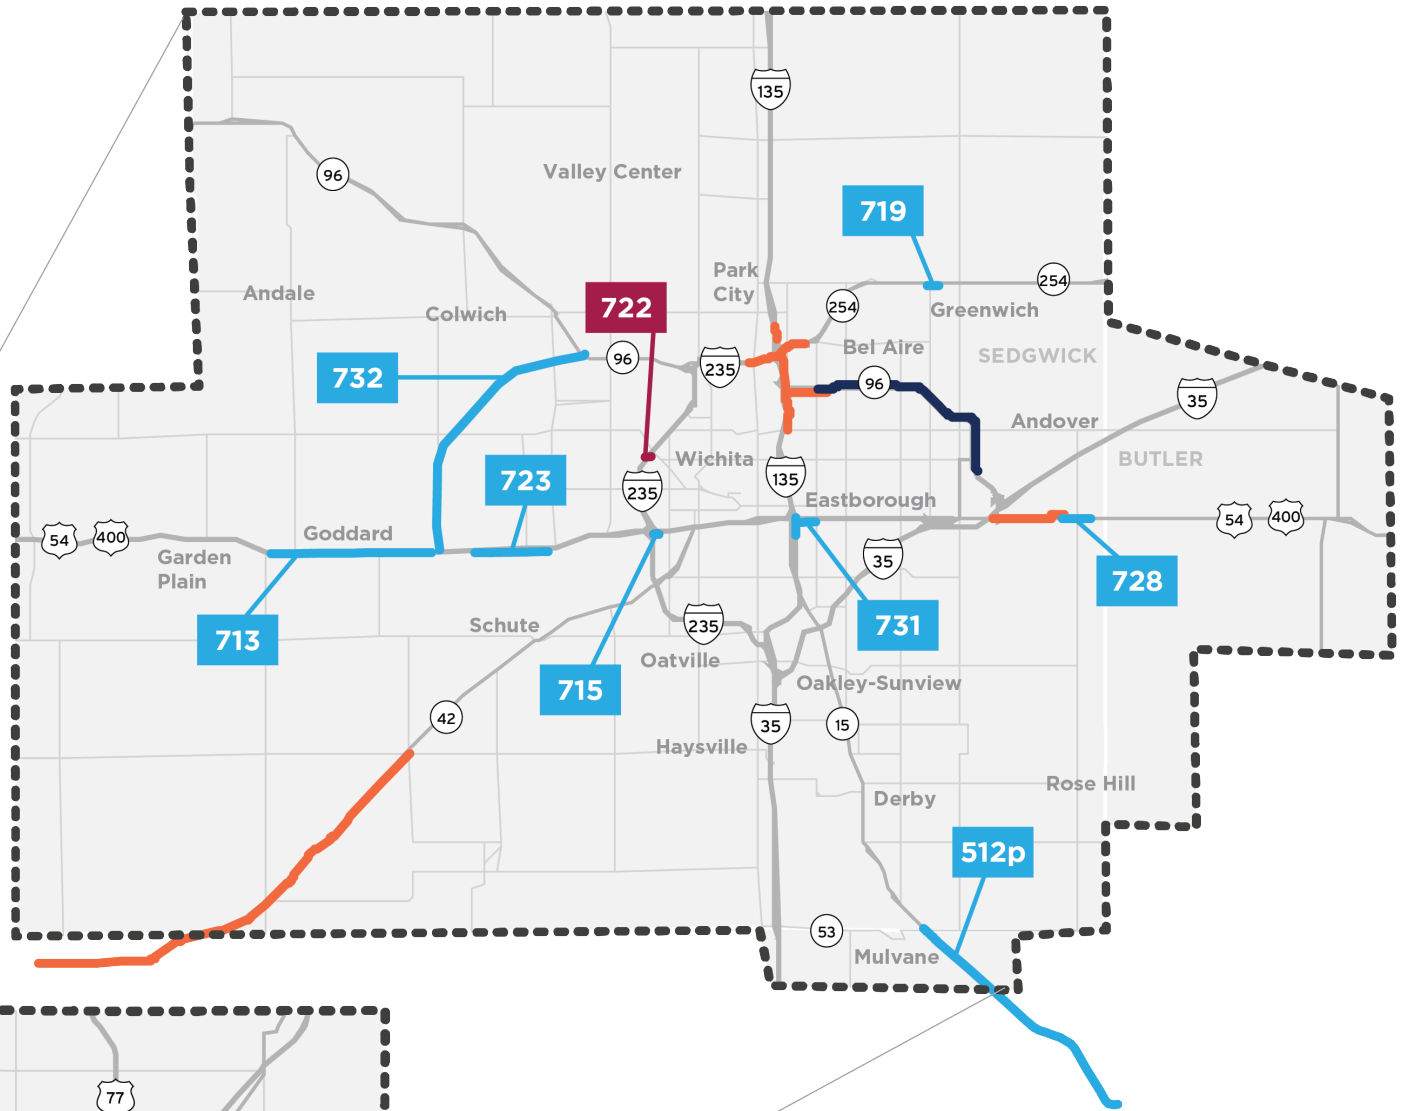 135
96
Valley Center
719
Park
City
254
Andale
722
254
Colwich
Greenwich
Bel Aire
SEDGWICK
96
235
732
96
35
Andover
Wichita
BUTLER
723
135
235
Eastborough
54
400
Goddard
54
400
Garden
Plain
35
728
Schute
235
731
713
Oatville
715
Oakley-Sunview
42
35
15
Haysville
Rose Hill
Derby
512p
53
Mulvane
77